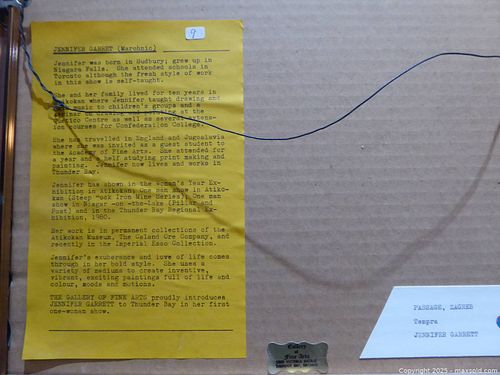 9
JENNIFER GARRET (Marohnic)
Jennifer was born in Sudbury; grew up in
Niagara Falls. She attended schools in
Toronto although the fresh style of work
in this show is self-taught.
She and her family lived for ten years in
Atikokan where Jennifer taught drawing and
music to children's groups and a
seminar on drawing and at the
Quetico Centre as well as several exten-
sion courses for Confederation College.
She has travelled in England and Jugoslavia
where she was invited as a guest student to
the Academy of Fine Arts. She attended for
a year and a half studying print making and
painting. Jennifer now lives and works in
Thunder Bay.
Jennifer has shown in the Woman's Year Ex-
hibition in Atikokan; One man show in Atiko-
kan (Steep Rock Iron Mine Series); One man
show in Niagar -on-the-Lake (Pillar and
Post) and in the Thunder Bay Regional Ex-
hibition, 1980.
Her work is in permanent collections of the
Atikokan Museum, The Caland Ore Company, and
recently in the Imperial Esso Collection.
Jennifer's exuberance and love of life comes
through in her bold style. She uses a
variety of mediums to create inventive,
vibrant, exciting paintings full of life and
colour, moods and motions.
THE GALLERY OF FINE ARTS proudly introduces
JENNIFER GARRETT to Thunder Bay in her first
one-woman show.
PASSAGE, ZAGREB
Tempra
JENNIFER GARRETT
Gallery
of
Fine Arts
Copyright 2025 - maxsold.com